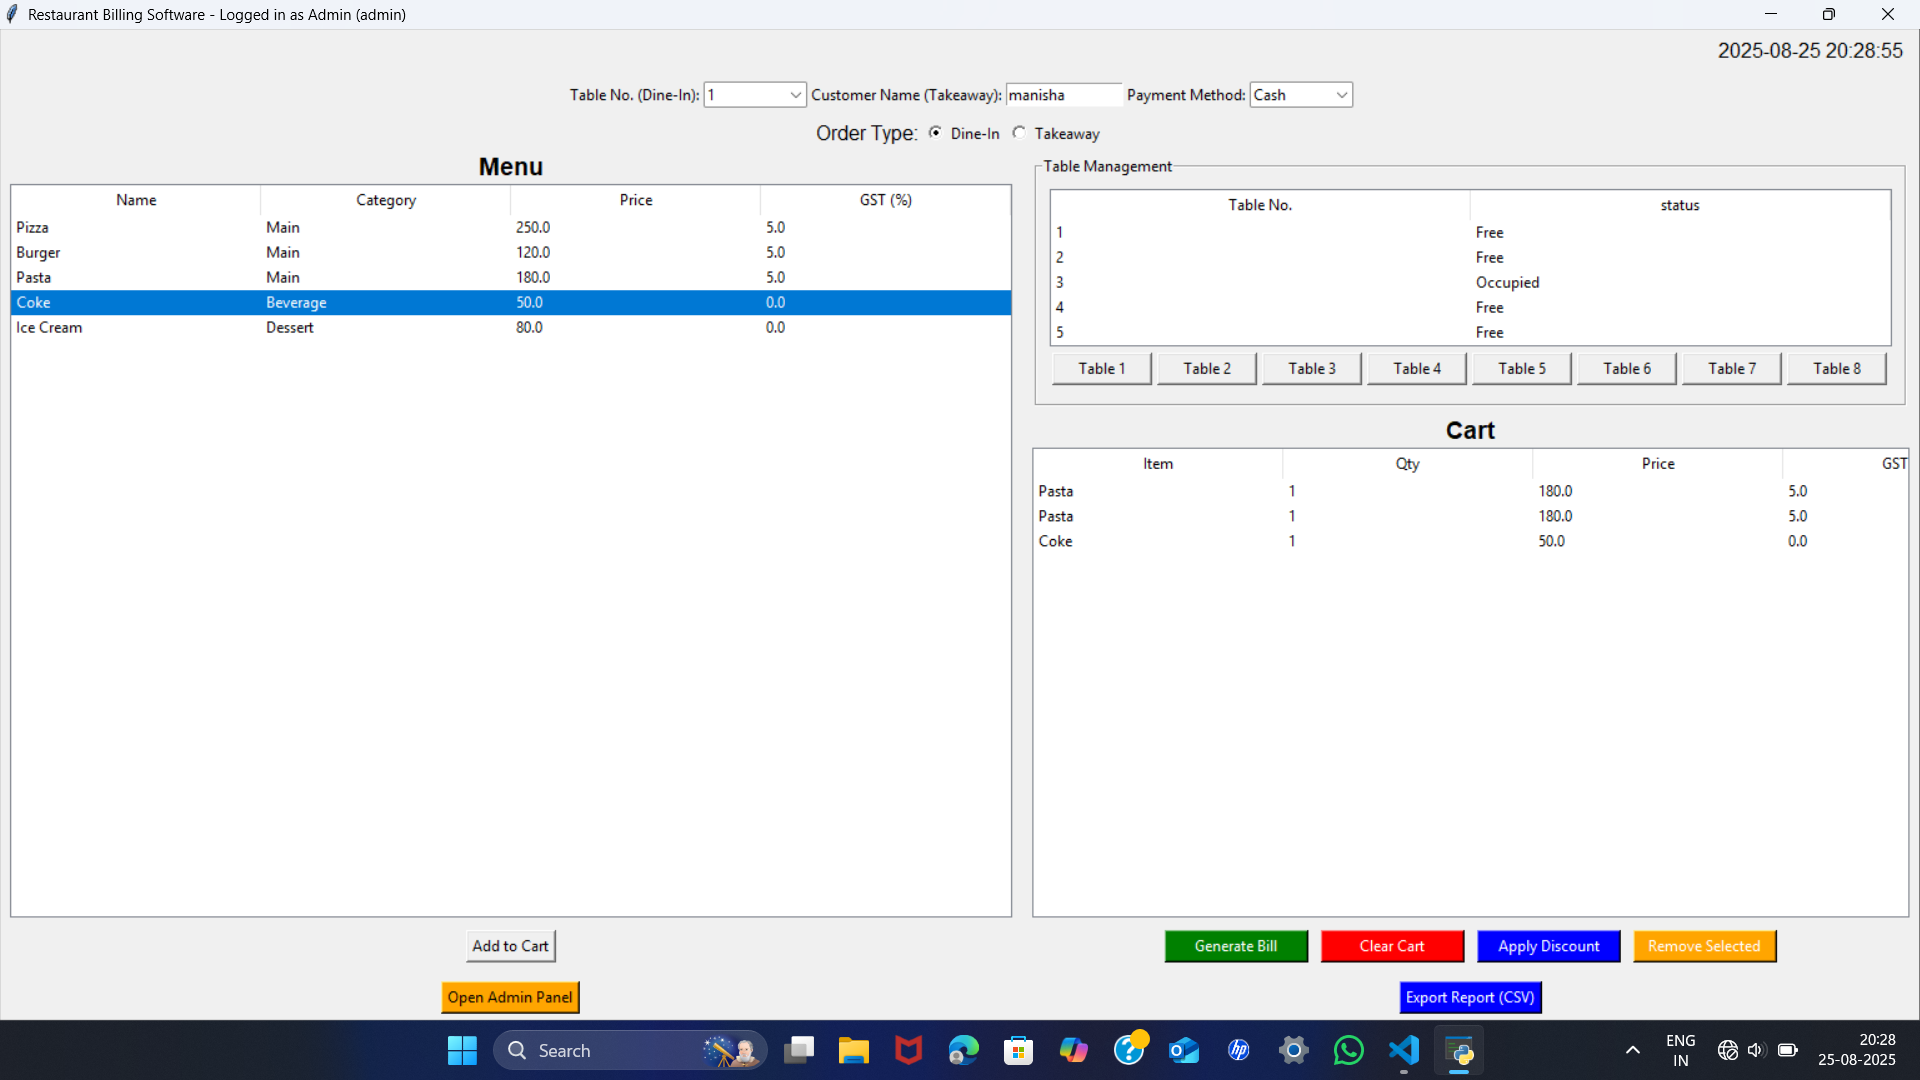 Restaurant Billing Software - Logged in as Admin (admin)
2025-08-25 20:28:55
Table No. (Dine-In): 1 Customer Name (Takeaway): manisha Payment Method: Cash
Order Type: Dine-In Takeaway
Menu
Name Category Price GST (%)
Pizza Main 250.0 5.0
Burger Main 120.0 5.0
Pasta Main 180.0 5.0
Coke Beverage 50.0 0.0
Ice Cream Dessert 80.0 0.0
Add to Cart
Open Admin Panel
Table Management
Table No. status
1 Free
2 Free
3 Occupied
4 Free
5 Free
Table 1 Table 2 Table 3 Table 4 Table 5 Table 6 Table 7 Table 8
Cart
Item Qty Price GST
Pasta 1 180.0 5.0
Pasta 1 180.0 5.0
Coke 1 50.0 0.0
Generate Bill Clear Cart Apply Discount Remove Selected
Export Report (CSV)
Search
hp
ENG
IN
20:28
25-08-2025